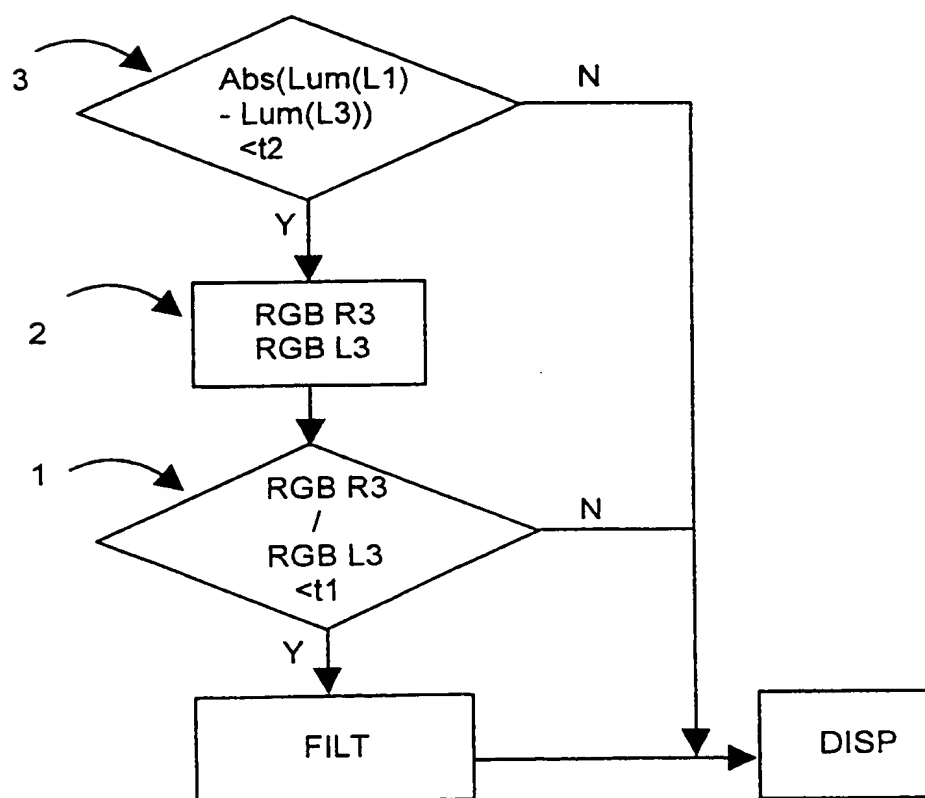 3
Abs(Lum(L1)
- Lum(L3))
<t2
N
Y
2
RGB R3
RGB L3
1
RGB R3
/
RGB L3
<t1
N
Y
FILT
DISP